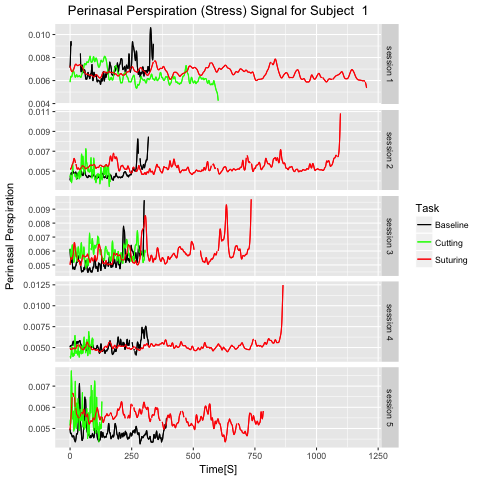 Perinasal Perspiration (Stress) Signal for Subject 1
Perinasal Perspiration
0.010
0.008
0.006
0.004
session 1
0.011
0.009
0.007
0.005
session 2
0.009
0.008
0.007
0.006
0.005
session 3
0.0125
0.0100
0.0075
0.0050
session 4
0.007
0.006
0.005
session 5
0
250
500
750
1000
1250
Time[S]
Task
Baseline
Cutting
Suturing